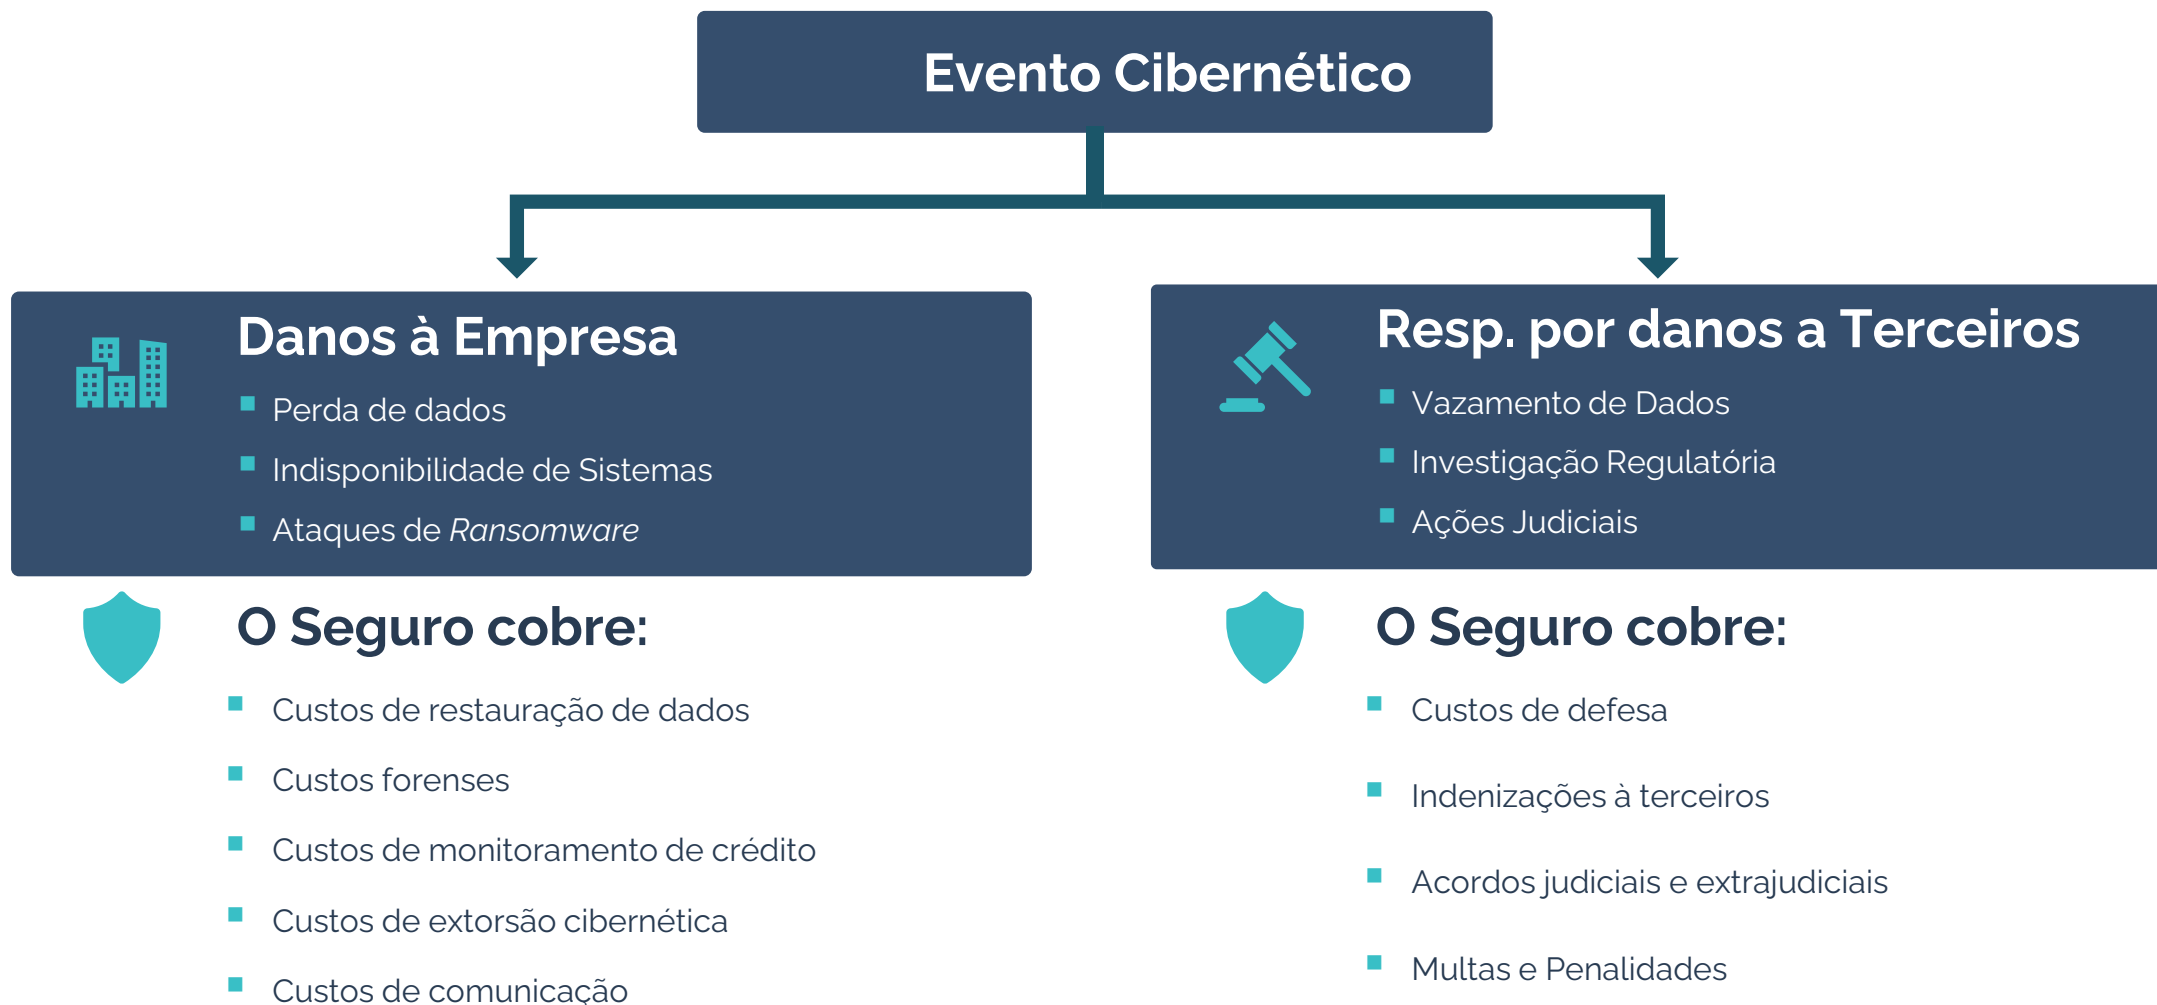 Evento Cibernético
Danos à Empresa
Perda de dados
Indisponibilidade de Sistemas
Ataques de Ransomware
O Seguro cobre:
Custos de restauração de dados
Custos forenses
Custos de monitoramento de crédito
Custos de extorsão cibernética
Custos de comunicação
Resp. por danos a Terceiros
Vazamento de Dados
Investigação Regulatória
Ações Judiciais
O Seguro cobre:
Custos de defesa
Indenizações à terceiros
Acordos judiciais e extrajudiciais
Multas e Penalidades